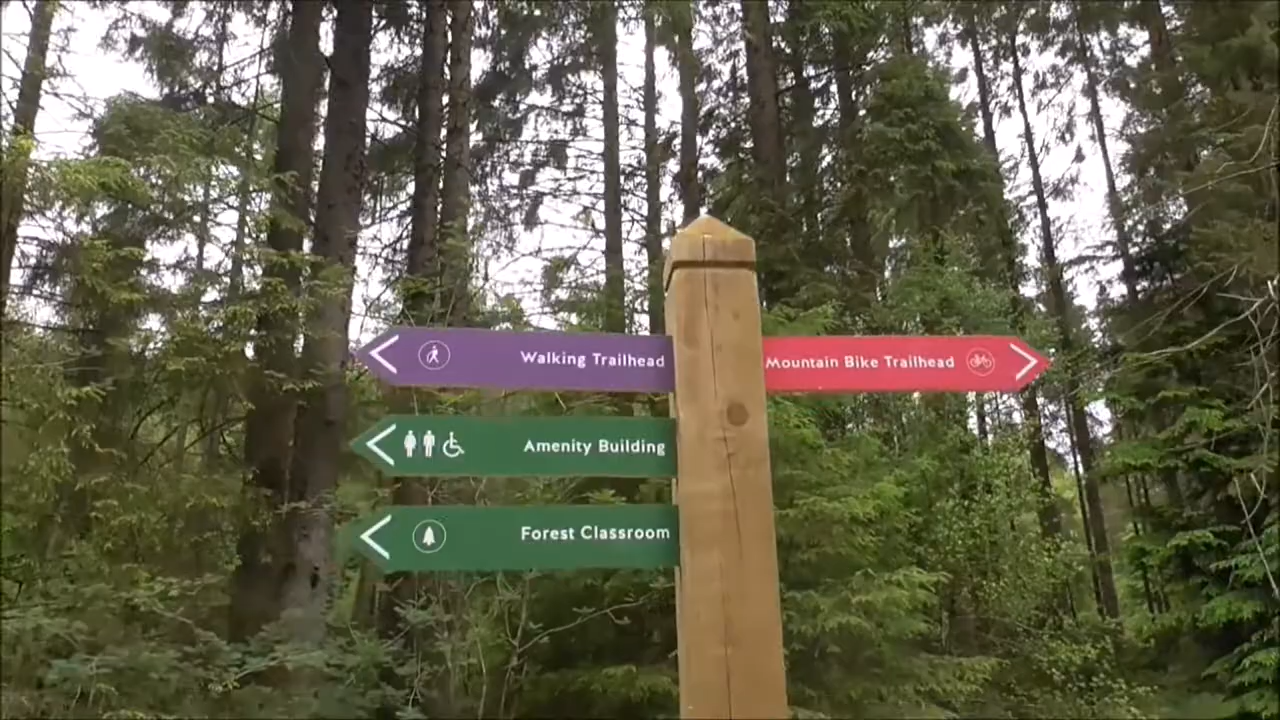 Walking Trailhead
Mountain Bike Trailhead
Amenity Building
Forest Classroom